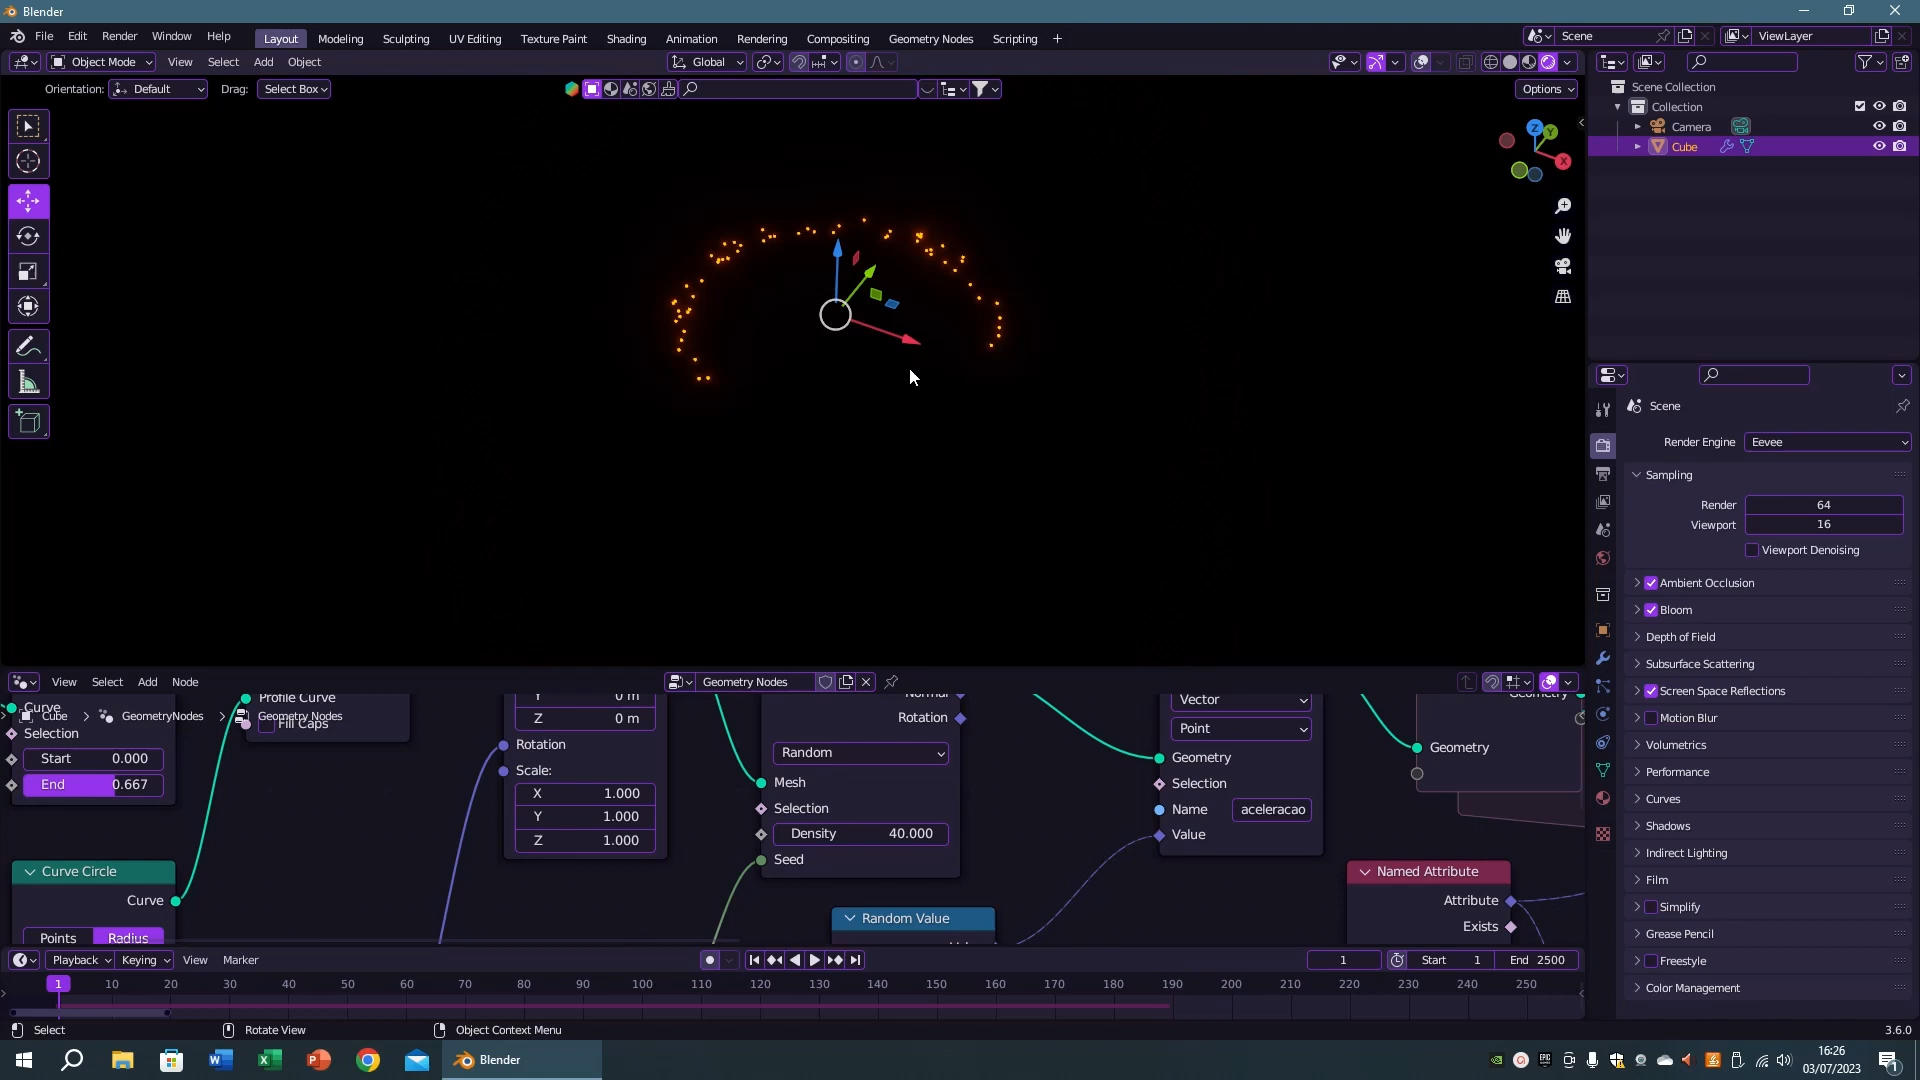 Blender
File Edit Render Window Help Layout Modeling Sculpting UV Editing Texture Paint Shading Animation Rendering Compositing Geometry Nodes Scripting + Scene ViewLayer
Object Mode View Select Add Object Global
Orientation: Default Drag: Select Box Options
Scene Collection
Collection
Camera
Cube
Z Y X
Scene
Render Engine Eevee
Sampling
Render 64
Viewport 16
Viewport Denoising
Ambient Occlusion
Bloom
Depth of Field
Subsurface Scattering
Screen Space Reflections
Motion Blur
Volumetrics
Performance
Curves
Shadows
Indirect Lighting
Film
Simplify
Grease Pencil
Freestyle
Color Management
View Select Add Node Geometry Nodes
Curve
Cube GeometryNodes Geometry Nodes
Selection
Start 0.000
End 0.667
Profile Curve
Fill Caps
Curve Circle
Curve
Points Radius
Y 0 m
Z 0 m
Rotation
Scale:
X 1.000
Y 1.000
Z 1.000
Normal
Rotation
Random
Mesh
Selection
Density 40.000
Seed
Random Value
Vector
Point
Geometry
Selection
Name aceleracao
Value
Geometry
Geometry
Named Attribute
Attribute
Exists
Playback Keying View Marker 1 Start 1 End 2500
1 10 20 30 40 50 60 70 80 90 100 110 120 130 140 150 160 170 180 190 200 210 220 230 240 250
Select Rotate View Object Context Menu 3.6.0
Blender
16:26
03/07/2023
1